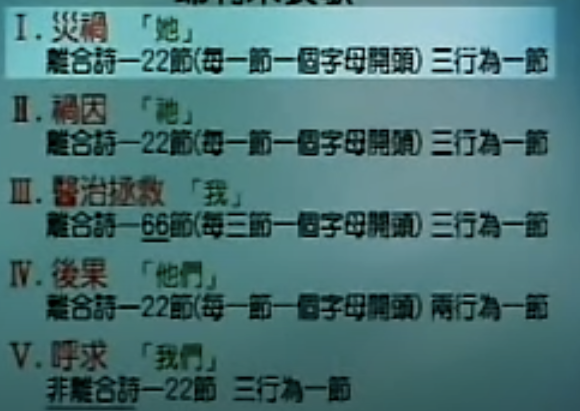 I. 災禍 「她」
離合詩—22節(每一節一個字母開頭) 三行為一節
II. 禍因 「祂」
離合詩—22節(每一節一個字母開頭) 三行為一節
III. 醫治拯救 「我」
離合詩—66節(每三節一個字母開頭) 三行為一節
IV. 後果 「他們」
離合詩—22節(每一節一個字母開頭) 兩行為一節
V. 呼求 「我們」
非離合詩—22節 三行為一節